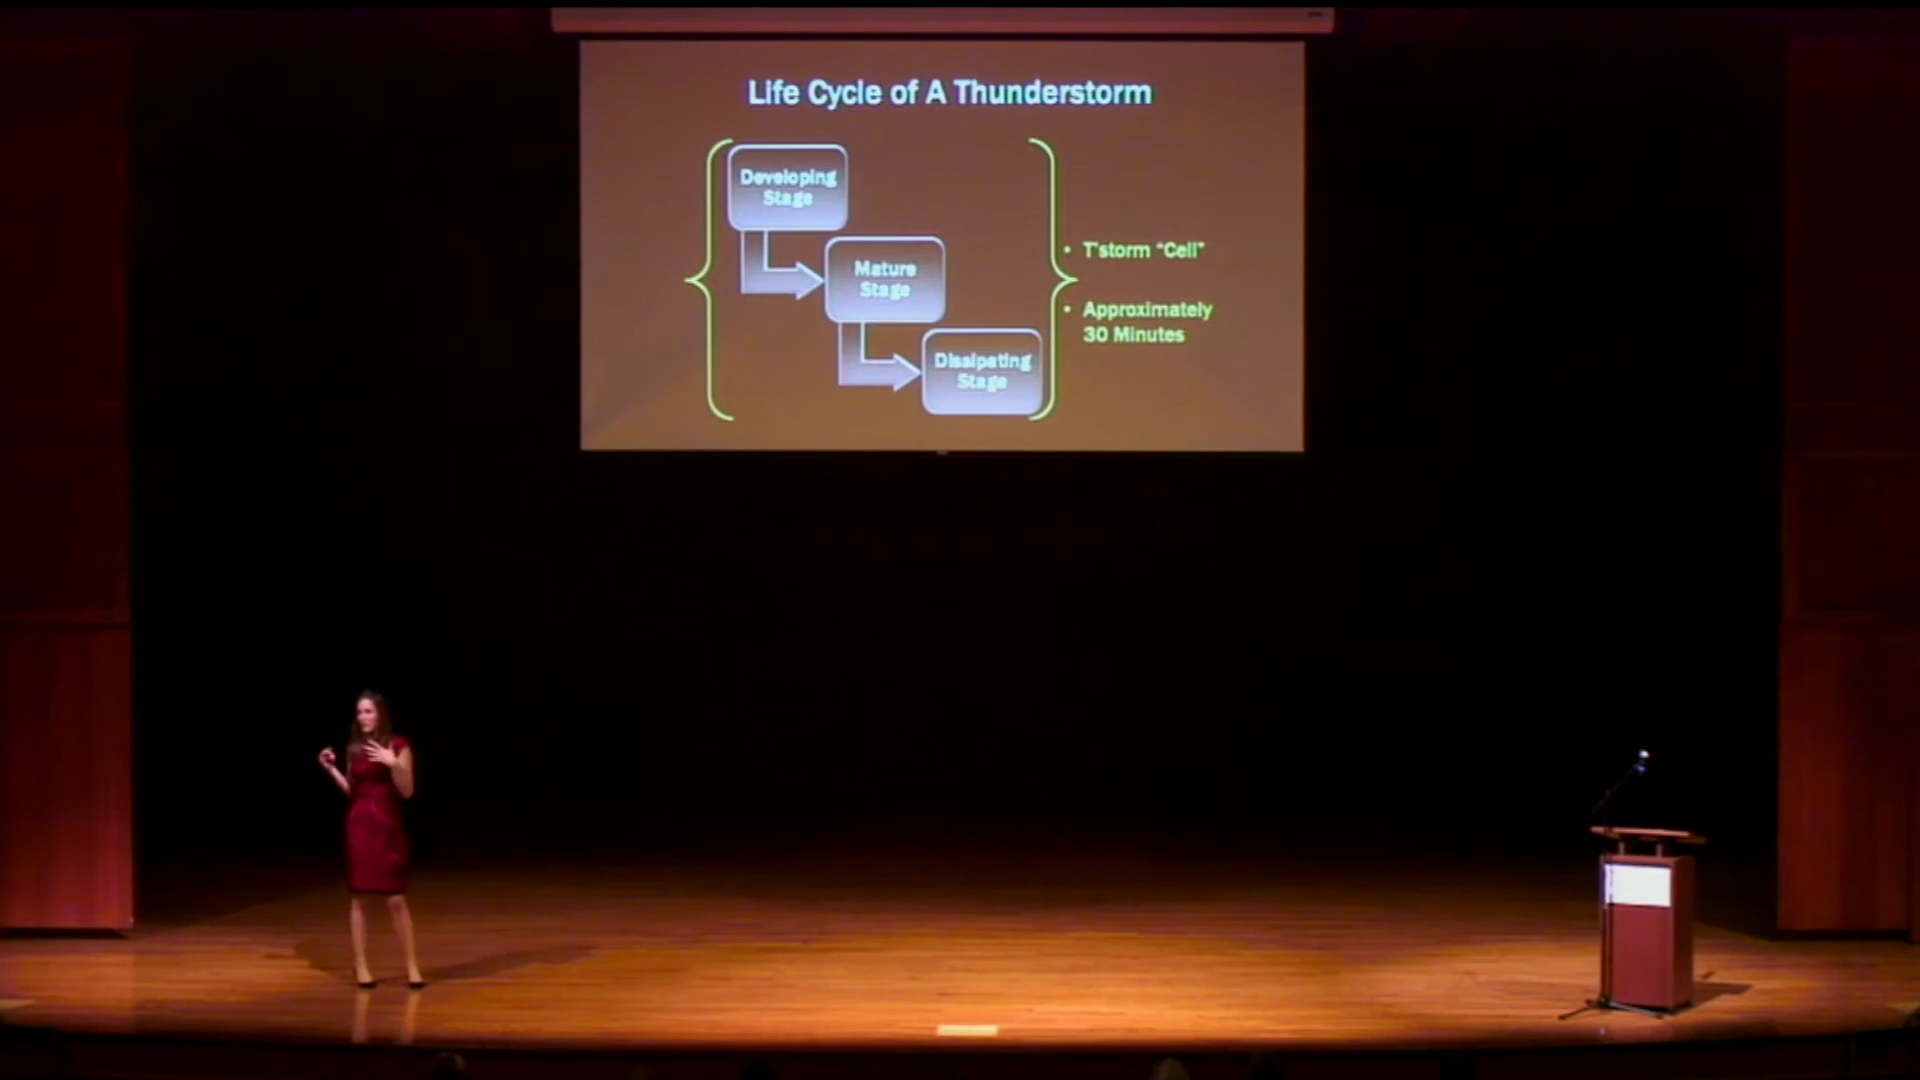 Life Cycle of A Thunderstorm
Developing
Stage
Mature
Stage
Dissipating
Stage
• T'storm “Cell”
• Approximately
30 Minutes